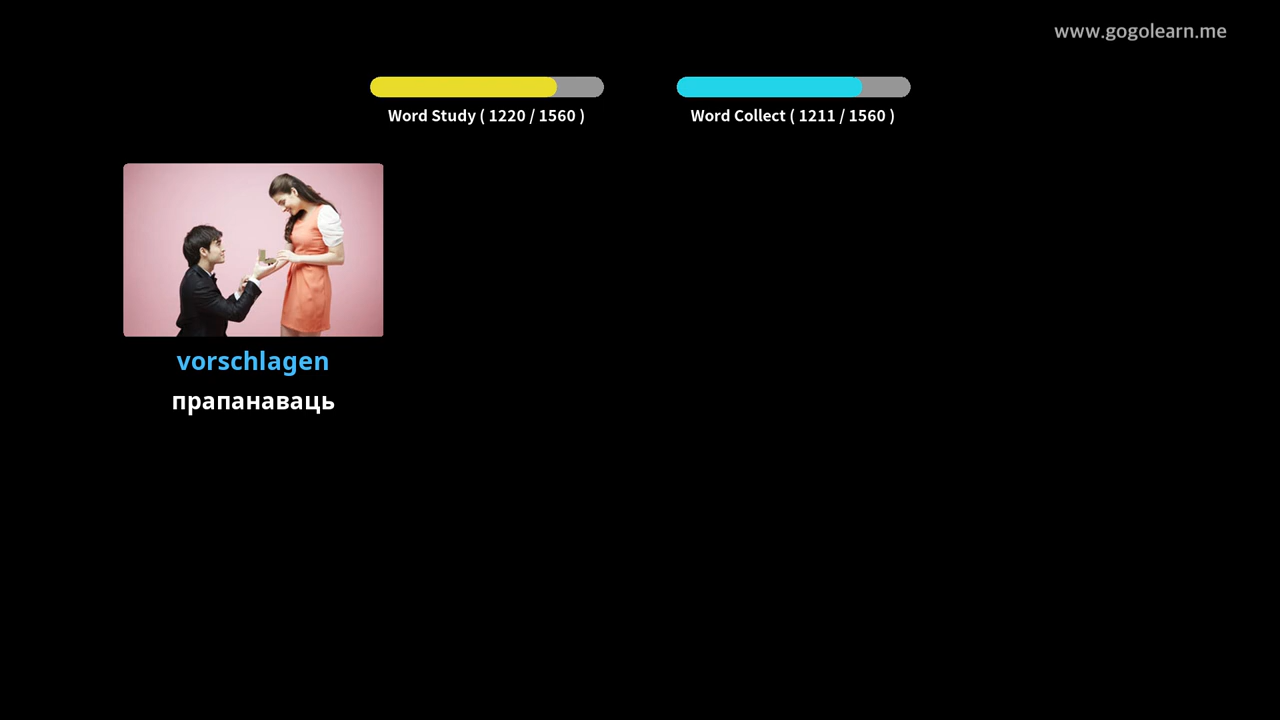 www.gogolearn.me
Word Study ( 1220 / 1560 )
Word Collect ( 1211 / 1560 )
vorschlagen
прапанаваць